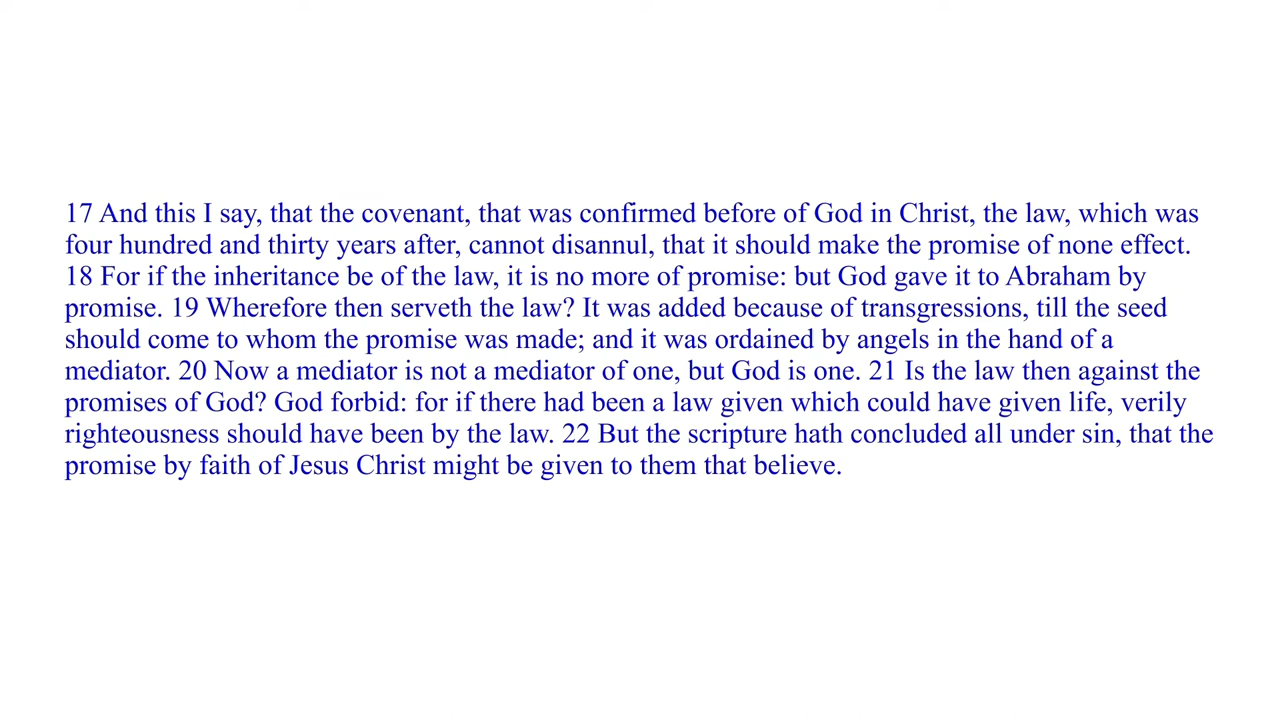 17 And this I say, that the covenant, that was confirmed before of God in Christ, the law, which was
four hundred and thirty years after, cannot disannul, that it should make the promise of none effect.
18 For if the inheritance be of the law, it is no more of promise: but God gave it to Abraham by
promise. 19 Wherefore then serveth the law? It was added because of transgressions, till the seed
should come to whom the promise was made; and it was ordained by angels in the hand of a
mediator. 20 Now a mediator is not a mediator of one, but God is one. 21 Is the law then against the
promises of God? God forbid: for if there had been a law given which could have given life, verily
righteousness should have been by the law. 22 But the scripture hath concluded all under sin, that the
promise by faith of Jesus Christ might be given to them that believe.